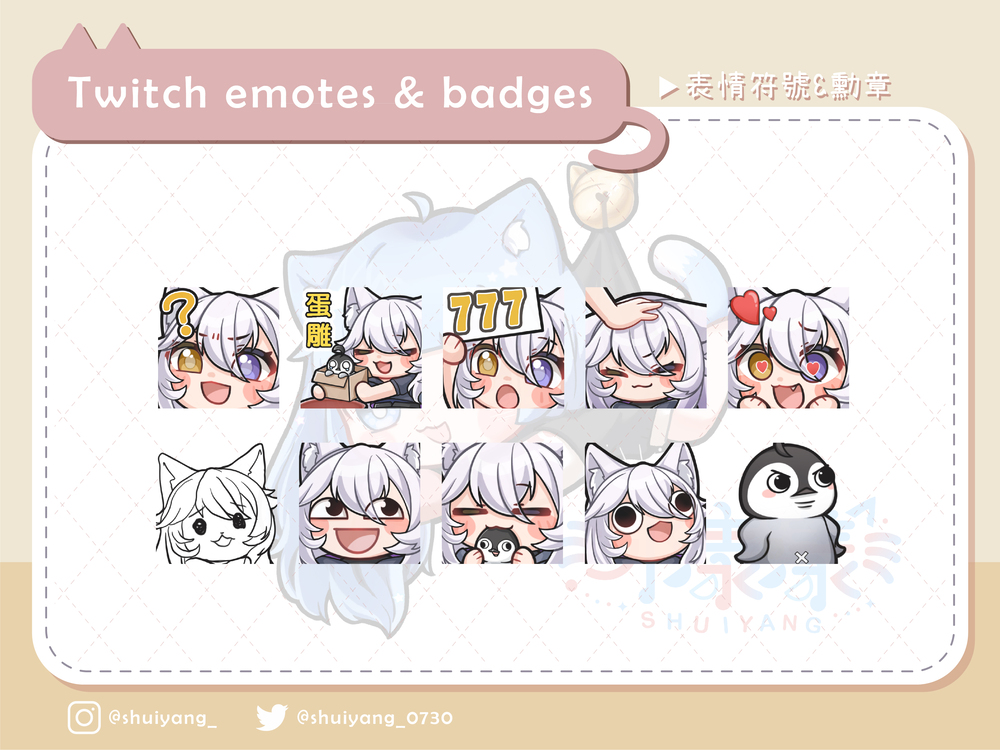 Twitch emotes & badges
▶表情符號&勳章
?
蛋雕
777
SHUIYANG
@shuiyang_
@shuiyang_0730